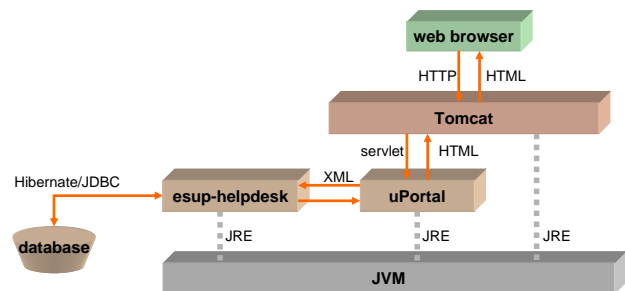 web browser
HTTP
HTML
Tomcat
servlet
HTML
XML
Hibernate/JDBC
esup-helpdesk
uPortal
database
JRE
JRE
JRE
JVM